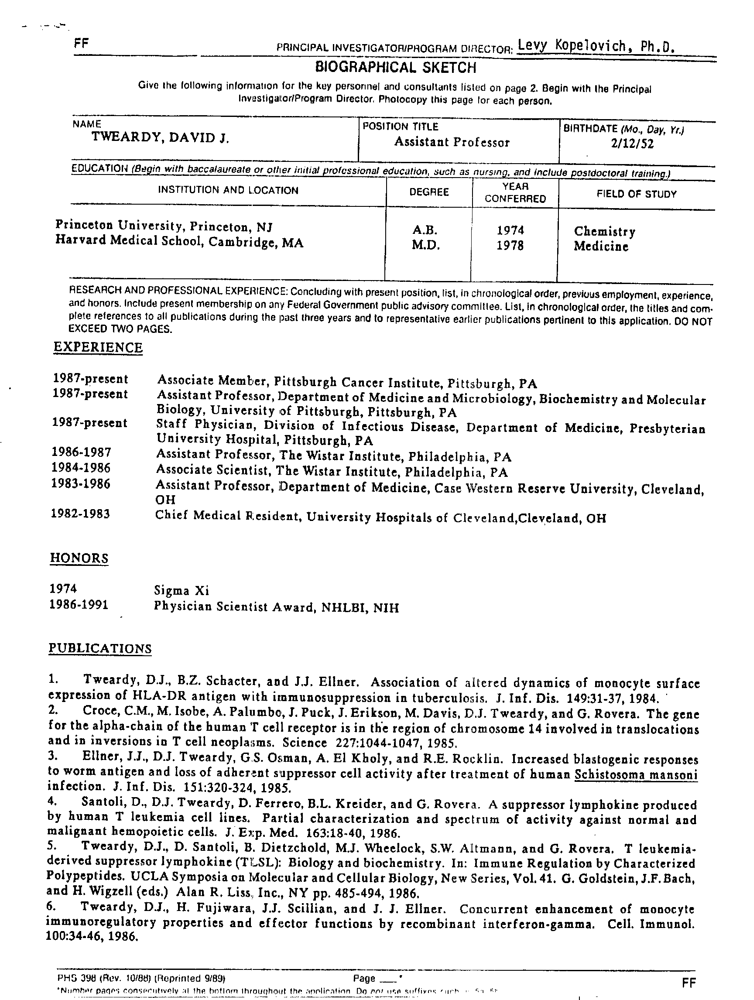 FF
PRINCIPAL INVESTIGATOR/PROGRAM DIRECTOR: Levy Kopelovich, Ph.D.
BIOGRAPHICAL SKETCH
Give the following information for the key personnel and consultants listed on page 2. Begin with the Principal
Investigator/Program Director. Photocopy this page for each person.
NAME
TWEARDY, DAVID J.
POSITION TITLE
Assistant Professor
BIRTHDATE (Mo., Day, Yr.)
2/12/52
EDUCATION (Begin with baccalaureate or other initial professional education, such as nursing, and include postdoctoral training.)
INSTITUTION AND LOCATION
DEGREE
YEAR
CONFERRED
FIELD OF STUDY
Princeton University, Princeton, NJ A.B. 1974 Chemistry
Harvard Medical School, Cambridge, MA M.D. 1978 Medicine
RESEARCH AND PROFESSIONAL EXPERIENCE: Concluding with present position, list, in chronological order, previous employment, experience,
and honors. Include present membership on any Federal Government public advisory committee. List, in chronological order, the titles and com-
plete references to all publications during the past three years and to representative earlier publications pertinent to this application. DO NOT
EXCEED TWO PAGES.
EXPERIENCE
1987-present Associate Member, Pittsburgh Cancer Institute, Pittsburgh, PA
1987-present Assistant Professor, Department of Medicine and Microbiology, Biochemistry and Molecular
Biology, University of Pittsburgh, Pittsburgh, PA
1987-present Staff Physician, Division of Infectious Disease, Department of Medicine, Presbyterian
University Hospital, Pittsburgh, PA
1986-1987 Assistant Professor, The Wistar Institute, Philadelphia, PA
1984-1986 Associate Scientist, The Wistar Institute, Philadelphia, PA
1983-1986 Assistant Professor, Department of Medicine, Case Western Reserve University, Cleveland,
OH
1982-1983 Chief Medical Resident, University Hospitals of Cleveland,Cleveland, OH
HONORS
1974 Sigma Xi
1986-1991 Physician Scientist Award, NHLBI, NIH
PUBLICATIONS
1. Tweardy, D.J., B.Z. Schacter, and J.J. Ellner. Association of altered dynamics of monocyte surface
expression of HLA-DR antigen with immunosuppression in tuberculosis. J. Inf. Dis. 149:31-37, 1984.
2. Croce, C.M., M. Isobe, A. Palumbo, J. Puck, J. Erikson, M. Davis, D.J. Tweardy, and G. Rovera. The gene
for the alpha-chain of the human T cell receptor is in the region of chromosome 14 involved in translocations
and in inversions in T cell neoplasms. Science 227:1044-1047, 1985.
3. Ellner, J.J., D.J. Tweardy, G.S. Osman, A. El Kholy, and R.E. Rocklin. Increased blastogenic responses
to worm antigen and loss of adherent suppressor cell activity after treatment of human Schistosoma mansoni
infection. J. Inf. Dis. 151:320-324, 1985.
4. Santoli, D., D.J. Tweardy, D. Ferrero, B.L. Kreider, and G. Rovera. A suppressor lymphokine produced
by human T leukemia cell lines. Partial characterization and spectrum of activity against normal and
malignant hemopoietic cells. J. Exp. Med. 163:18-40, 1986.
5. Tweardy, D.J., D. Santoli, B. Dietzchold, M.J. Wheelock, S.W. Altmann, and G. Rovera. T leukemia-
derived suppressor lymphokine (TLSL): Biology and biochemistry. In: Immune Regulation by Characterized
Polypeptides. UCLA Symposia on Molecular and Cellular Biology, New Series, Vol. 41. G. Goldstein, J.F. Bach,
and H. Wigzell (eds.) Alan R. Liss, Inc., NY pp. 485-494, 1986.
6. Tweardy, D.J., H. Fujiwara, J.J. Scillian, and J. J. Ellner. Concurrent enhancement of monocyte
immunoregulatory properties and effector functions by recombinant interferon-gamma. Cell. Immunol.
100:34-46, 1986.
PHS 398 (Rev. 10/88) (Reprinted 9/89) Page ___* FF
*Number pages consecutively at the bottom throughout the application. Do not use suffixes such